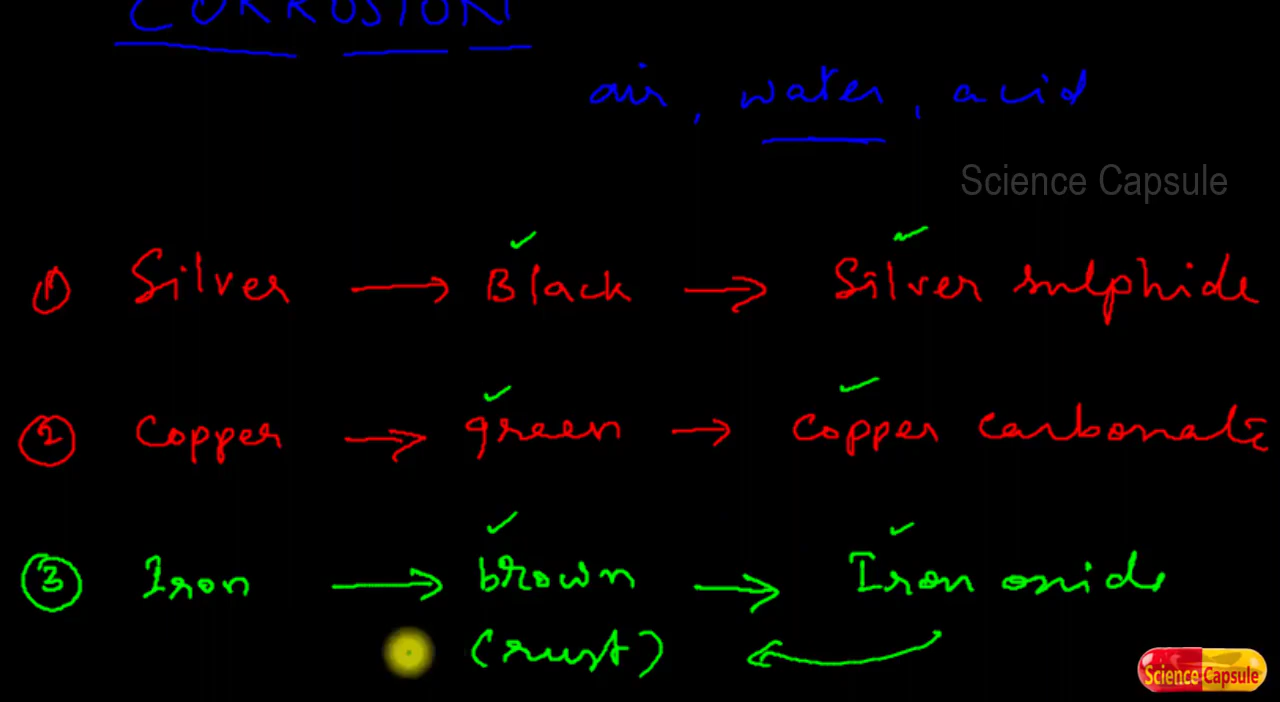 CORROSION
air, water, acid
Science Capsule
① Silver → Black → Silver sulphide
② Copper → green → Copper carbonate
③ Iron → brown → Iron oxide
(rust)
Science Capsule